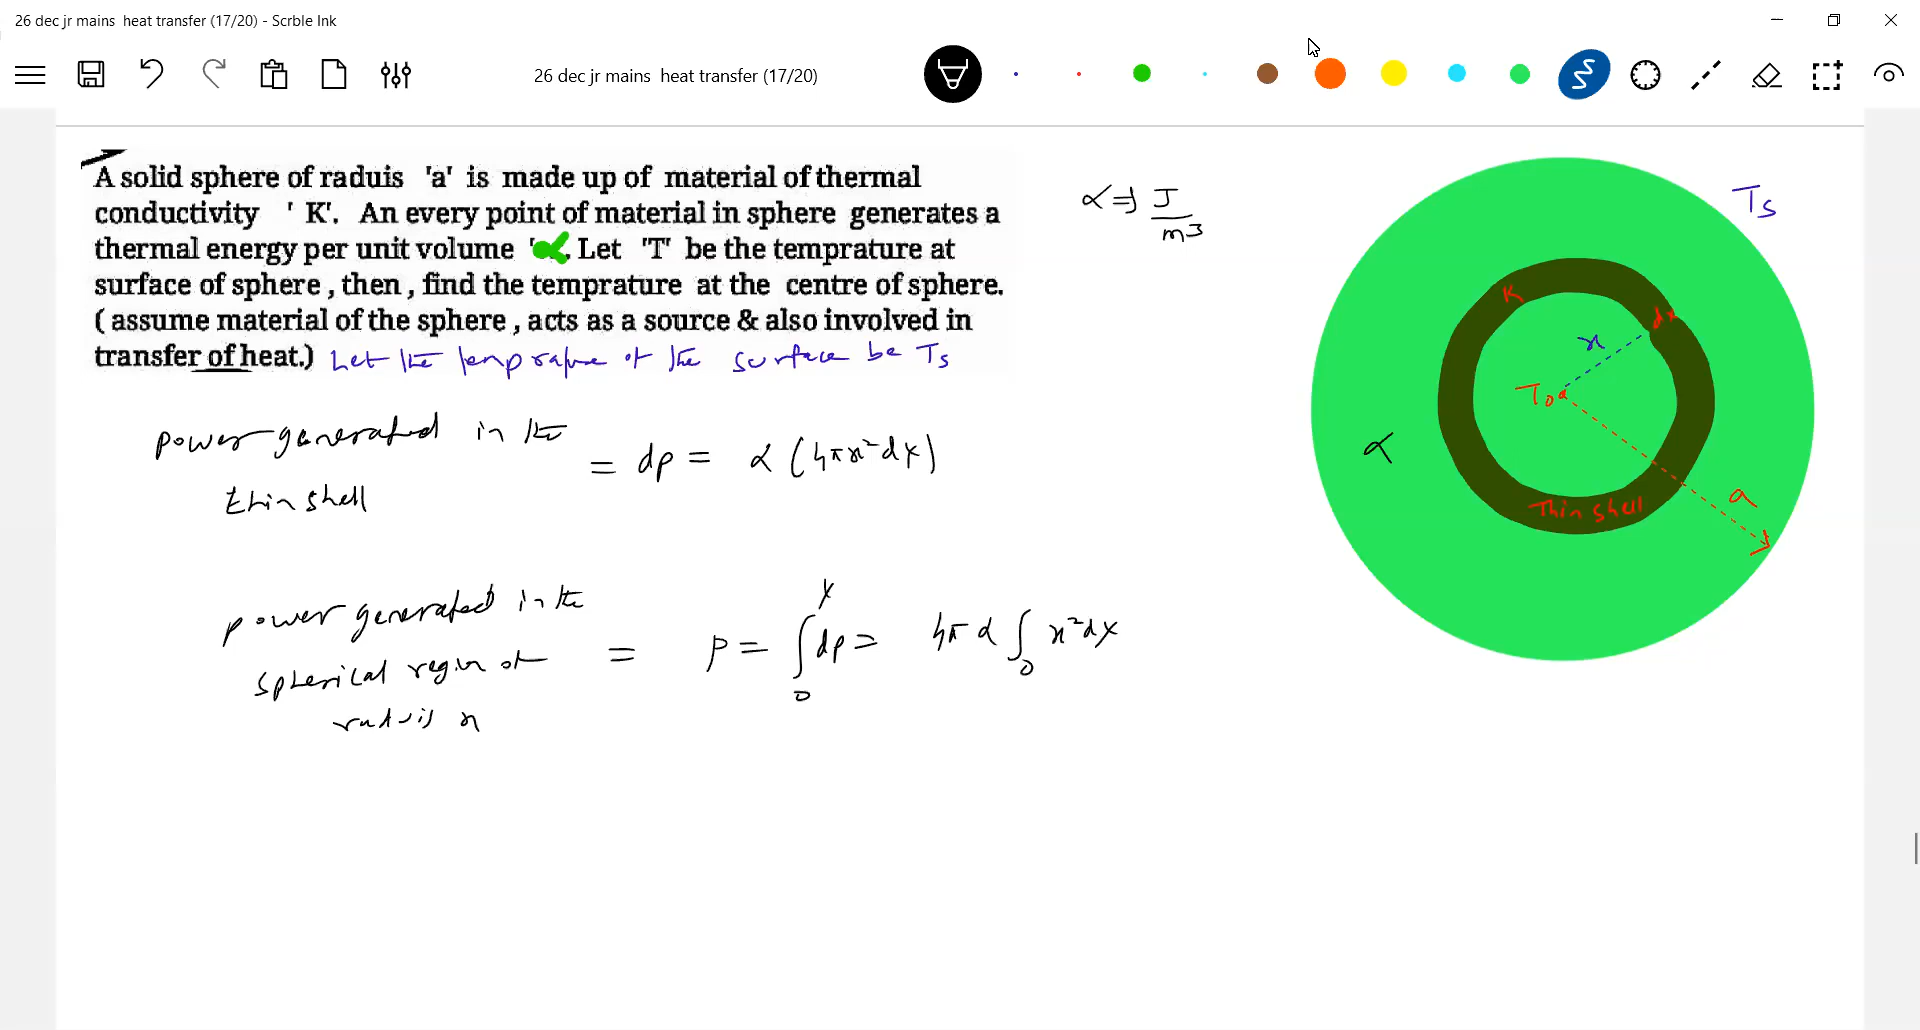 26 dec jr mains heat transfer (17/20) - Scrble Ink
26 dec jr mains heat transfer (17/20)
A solid sphere of raduis 'a' is made up of material of thermal
conductivity ' K'. An every point of material in sphere generates a
thermal energy per unit volume 'α. Let 'T' be the temprature at
surface of sphere , then , find the temprature at the centre of sphere.
( assume material of the sphere , acts as a source & also involved in
transfer of heat.) Let the temprature of the surface be Ts
α ⇒ J/m³
Ts
K
dx
x
T₀
α
a
Thin shell
power generated in the
thin shell
= dp = α (4πx²dx)
power generated in the
spherical region of
raduis x
= P = ∫₀ˣ dp = 4πα ∫₀ x²dx